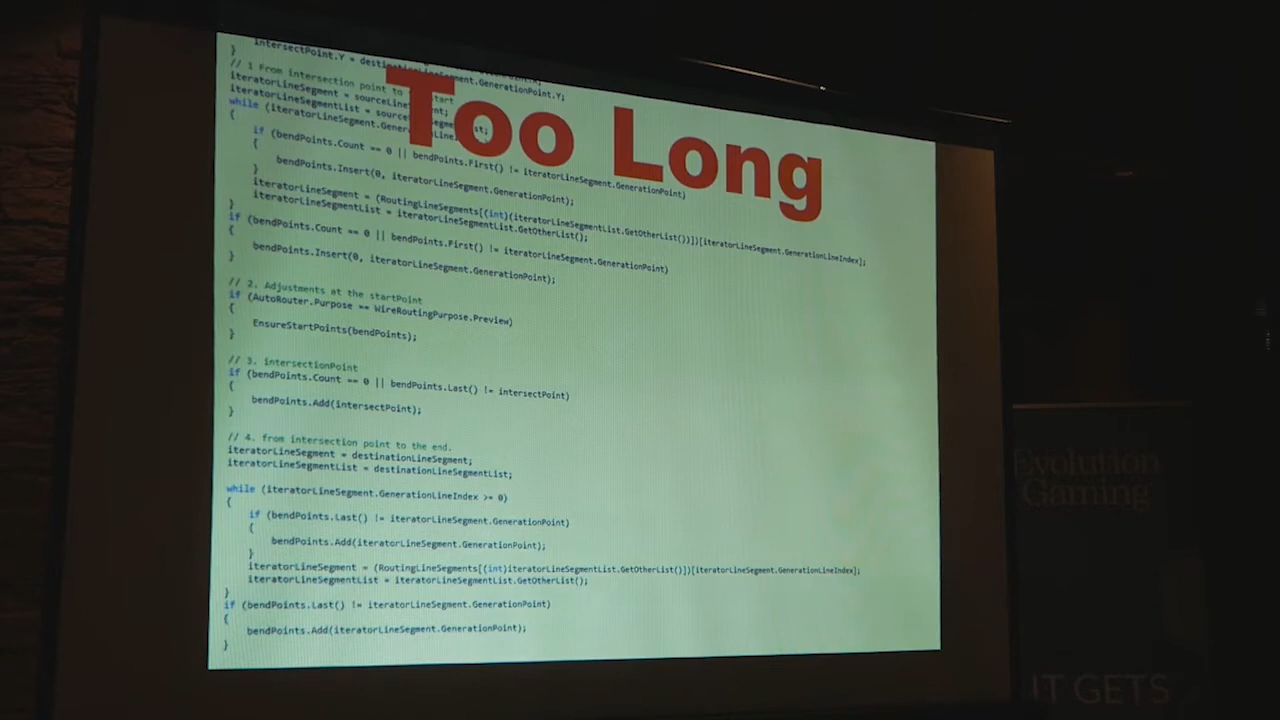 IntersectPoint.Y = destinationLineSegment.GenerationPoint.Y;
}
Too Long
// 1 From intersection point to start
iteratorLineSegment = sourceLine
iteratorLineSegmentList = source
while (iteratorLineSegment.Gener
{
if (bendPoints.Count == 0 || bendPoints.First() != iteratorLineSegment.GenerationPoint)
{
bendPoints.Insert(0, iteratorLineSegment.GenerationPoint);
}
iteratorLineSegment = (RoutingLineSegments[(int)(iteratorLineSegmentList.GetOtherList())])[iteratorLineSegment.GenerationLineIndex];
iteratorLineSegmentList = iteratorLineSegmentList.GetOtherList();
}
if (bendPoints.Count == 0 || bendPoints.First() != iteratorLineSegment.GenerationPoint)
{
bendPoints.Insert(0, iteratorLineSegment.GenerationPoint);
}
// 2. Adjustments at the startPoint
if (AutoRouter.Purpose == WireRoutingPurpose.Preview)
{
EnsureStartPoints(bendPoints);
}
// 3. intersectionPoint
if (bendPoints.Count == 0 || bendPoints.Last() != intersectPoint)
{
bendPoints.Add(intersectPoint);
}
// 4. from intersection point to the end.
iteratorLineSegment = destinationLineSegment;
iteratorLineSegmentList = destinationLineSegmentList;
while (iteratorLineSegment.GenerationLineIndex >= 0)
{
if (bendPoints.Last() != iteratorLineSegment.GenerationPoint)
{
bendPoints.Add(iteratorLineSegment.GenerationPoint);
}
iteratorLineSegment = (RoutingLineSegments[(int)iteratorLineSegmentList.GetOtherList()])[iteratorLineSegment.GenerationLineIndex];
iteratorLineSegmentList = iteratorLineSegmentList.GetOtherList();
}
if (bendPoints.Last() != iteratorLineSegment.GenerationPoint)
{
bendPoints.Add(iteratorLineSegment.GenerationPoint);
}
Evolution
Gaming
IT GETS